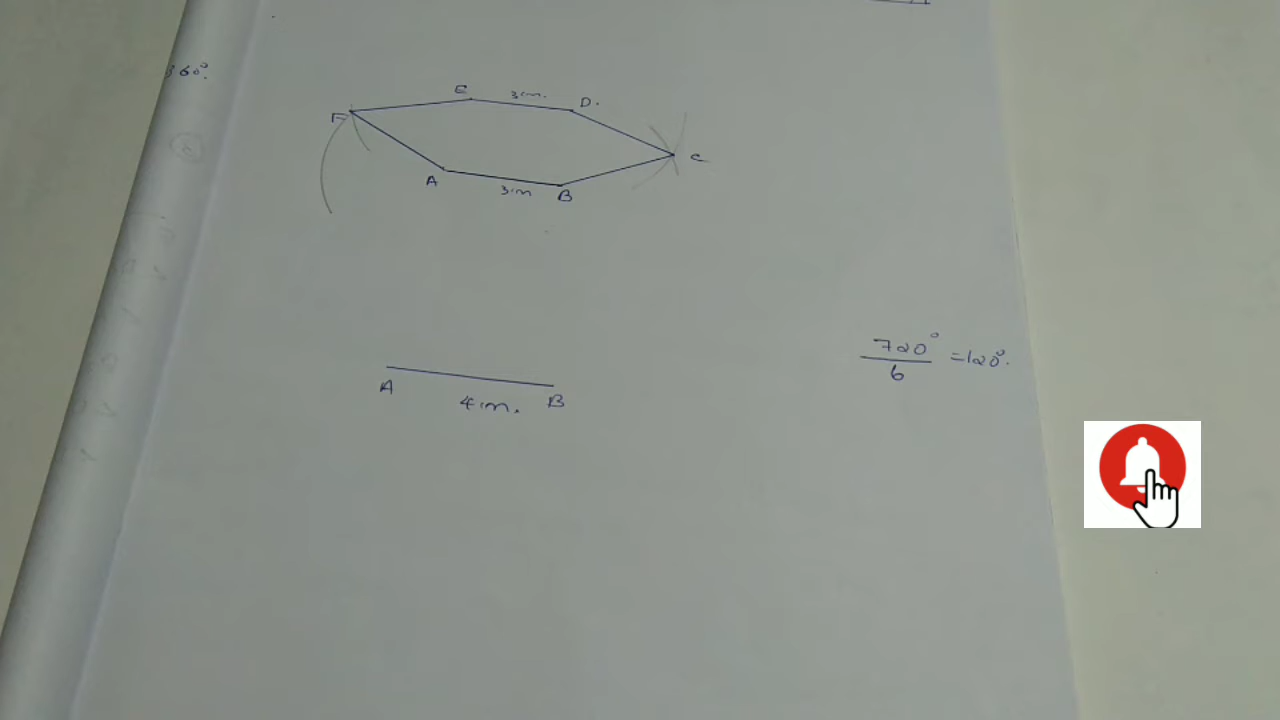 360°.
E 3cm. D.
F
C
A 3cm B
720° / 6 = 120°.
A 4cm. B